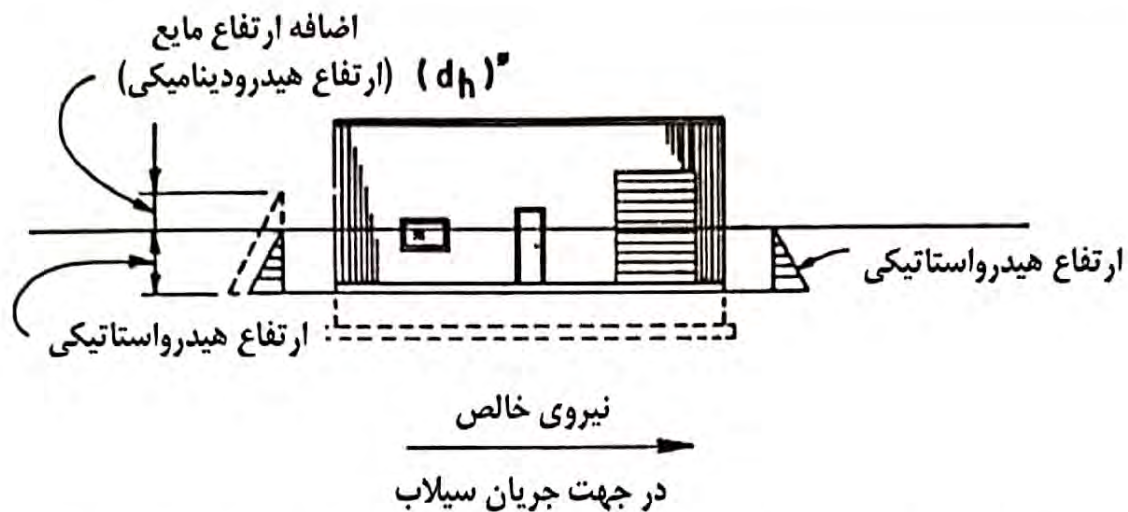 اضافه ارتفاع مایع
(ارتفاع هیدرودینامیکی) (dh)*
ارتفاع هیدرواستاتیکی
ارتفاع هیدرواستاتیکی
نیروی خالص
در جهت جریان سیلاب